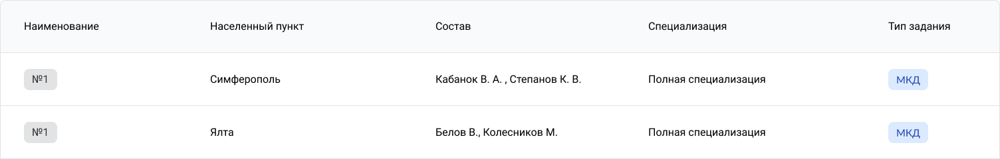 Наименование Населенный пункт Состав Специализация Тип задания
№1 Симферополь Кабанок В. А. , Степанов К. В. Полная специализация МКД
№1 Ялта Белов В., Колесников М. Полная специализация МКД